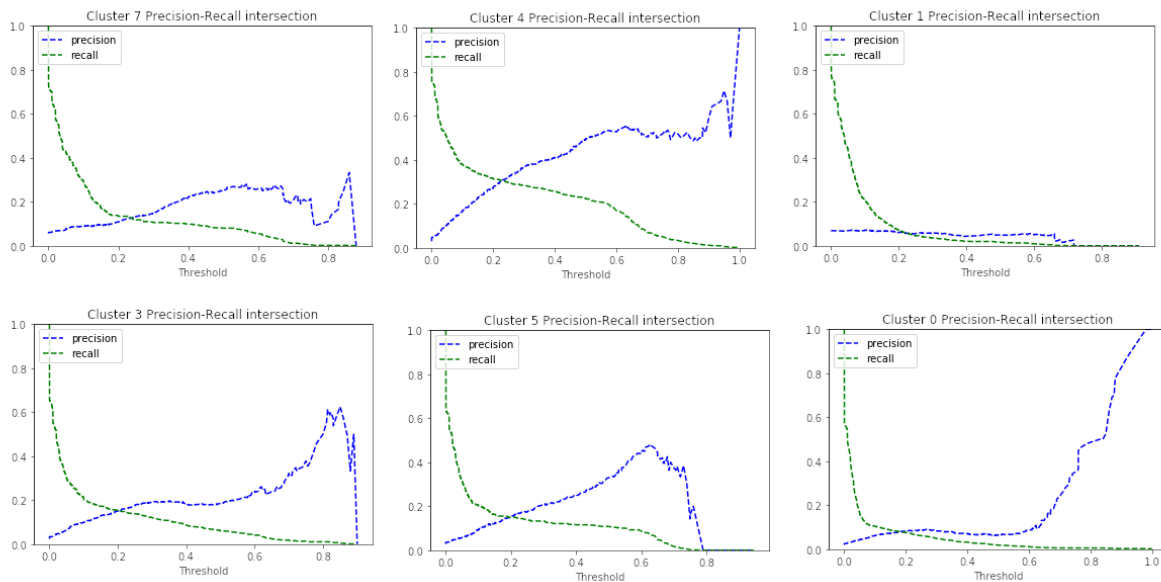 Cluster 7 Precision-Recall intersection
1.0
0.8
0.6
0.4
0.2
0.0
precision
recall
0.0 0.2 0.4 0.6 0.8
Threshold
Cluster 4 Precision-Recall intersection
1.0
0.8
0.6
0.4
0.2
0.0
precision
recall
0.0 0.2 0.4 0.6 0.8 1.0
Threshold
Cluster 1 Precision-Recall intersection
1.0
0.8
0.6
0.4
0.2
0.0
precision
recall
0.0 0.2 0.4 0.6 0.8
Threshold
Cluster 3 Precision-Recall intersection
1.0
0.8
0.6
0.4
0.2
0.0
precision
recall
0.0 0.2 0.4 0.6 0.8
Threshold
Cluster 5 Precision-Recall intersection
1.0
0.8
0.6
0.4
0.2
0.0
precision
recall
0.0 0.2 0.4 0.6 0.8
Threshold
Cluster 0 Precision-Recall intersection
1.0
0.8
0.6
0.4
0.2
0.0
precision
recall
0.0 0.2 0.4 0.6 0.8 1.0
Threshold